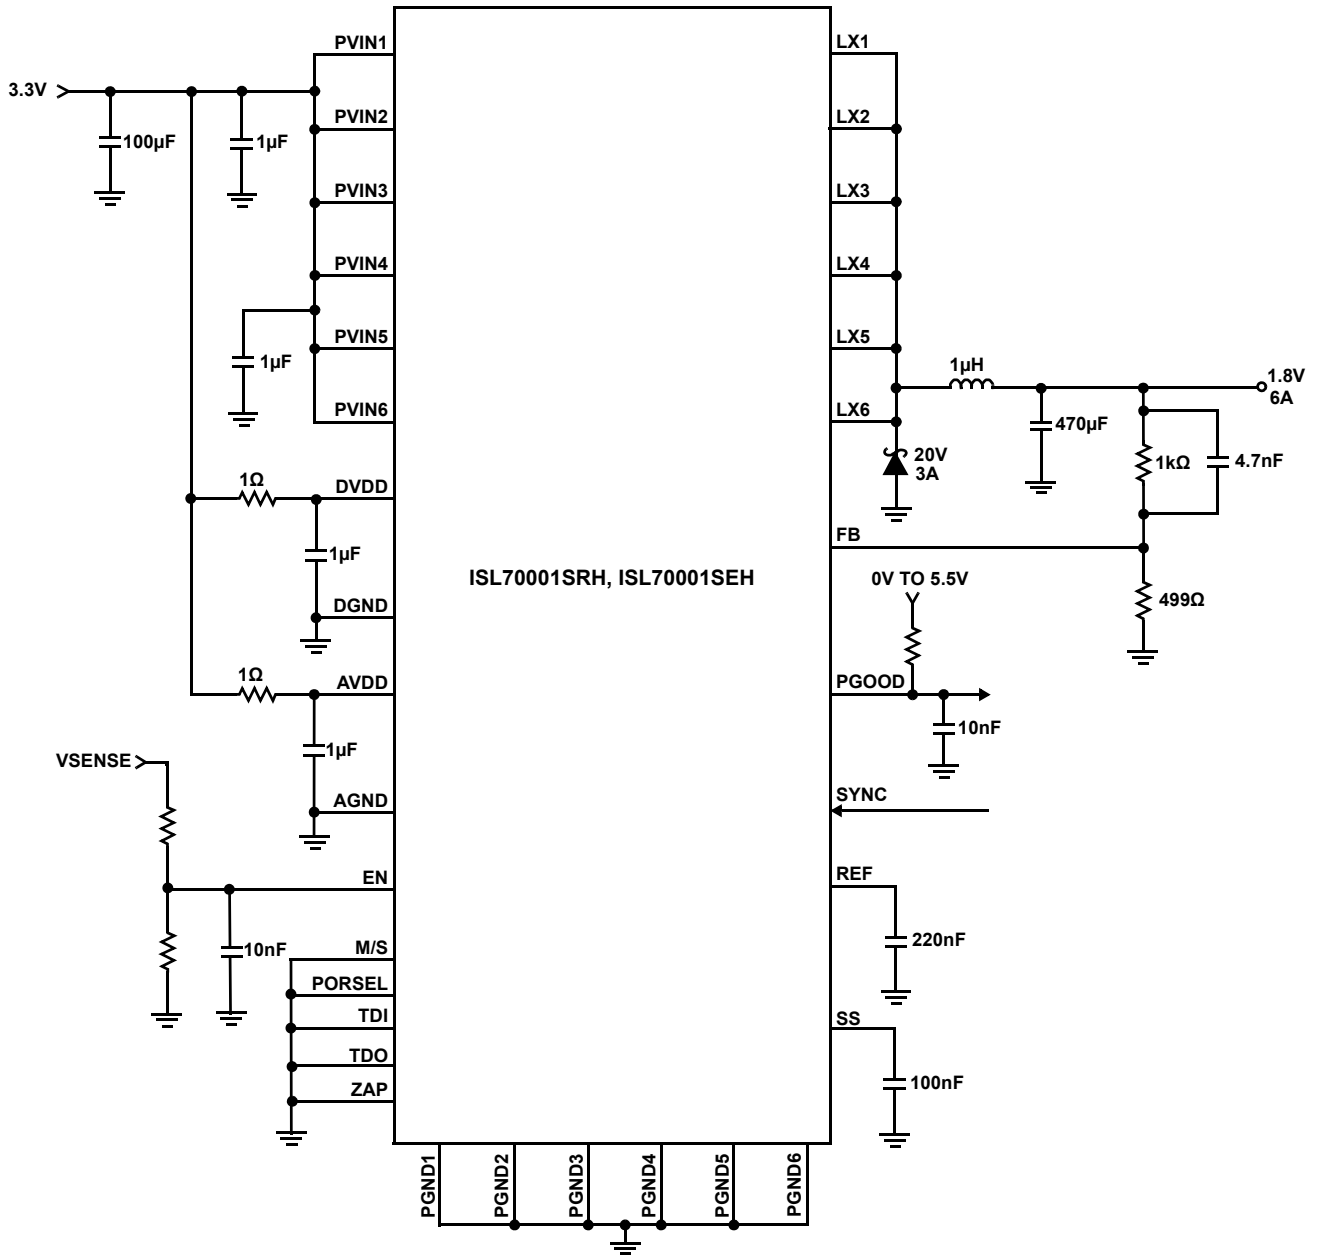 3.3V
100µF
1µF
PVIN1
PVIN2
PVIN3
PVIN4
PVIN5
PVIN6
1µF
1Ω
DVDD
1µF
DGND
1Ω
AVDD
1µF
AGND
VSENSE
EN
10nF
M/S
PORSEL
TDI
TDO
ZAP
ISL70001SRH, ISL70001SEH
PGND1
PGND2
PGND3
PGND4
PGND5
PGND6
LX1
LX2
LX3
LX4
LX5
LX6
1µH
1.8V
6A
470µF
1kΩ
4.7nF
20V
3A
FB
499Ω
0V TO 5.5V
PGOOD
10nF
SYNC
REF
220nF
SS
100nF